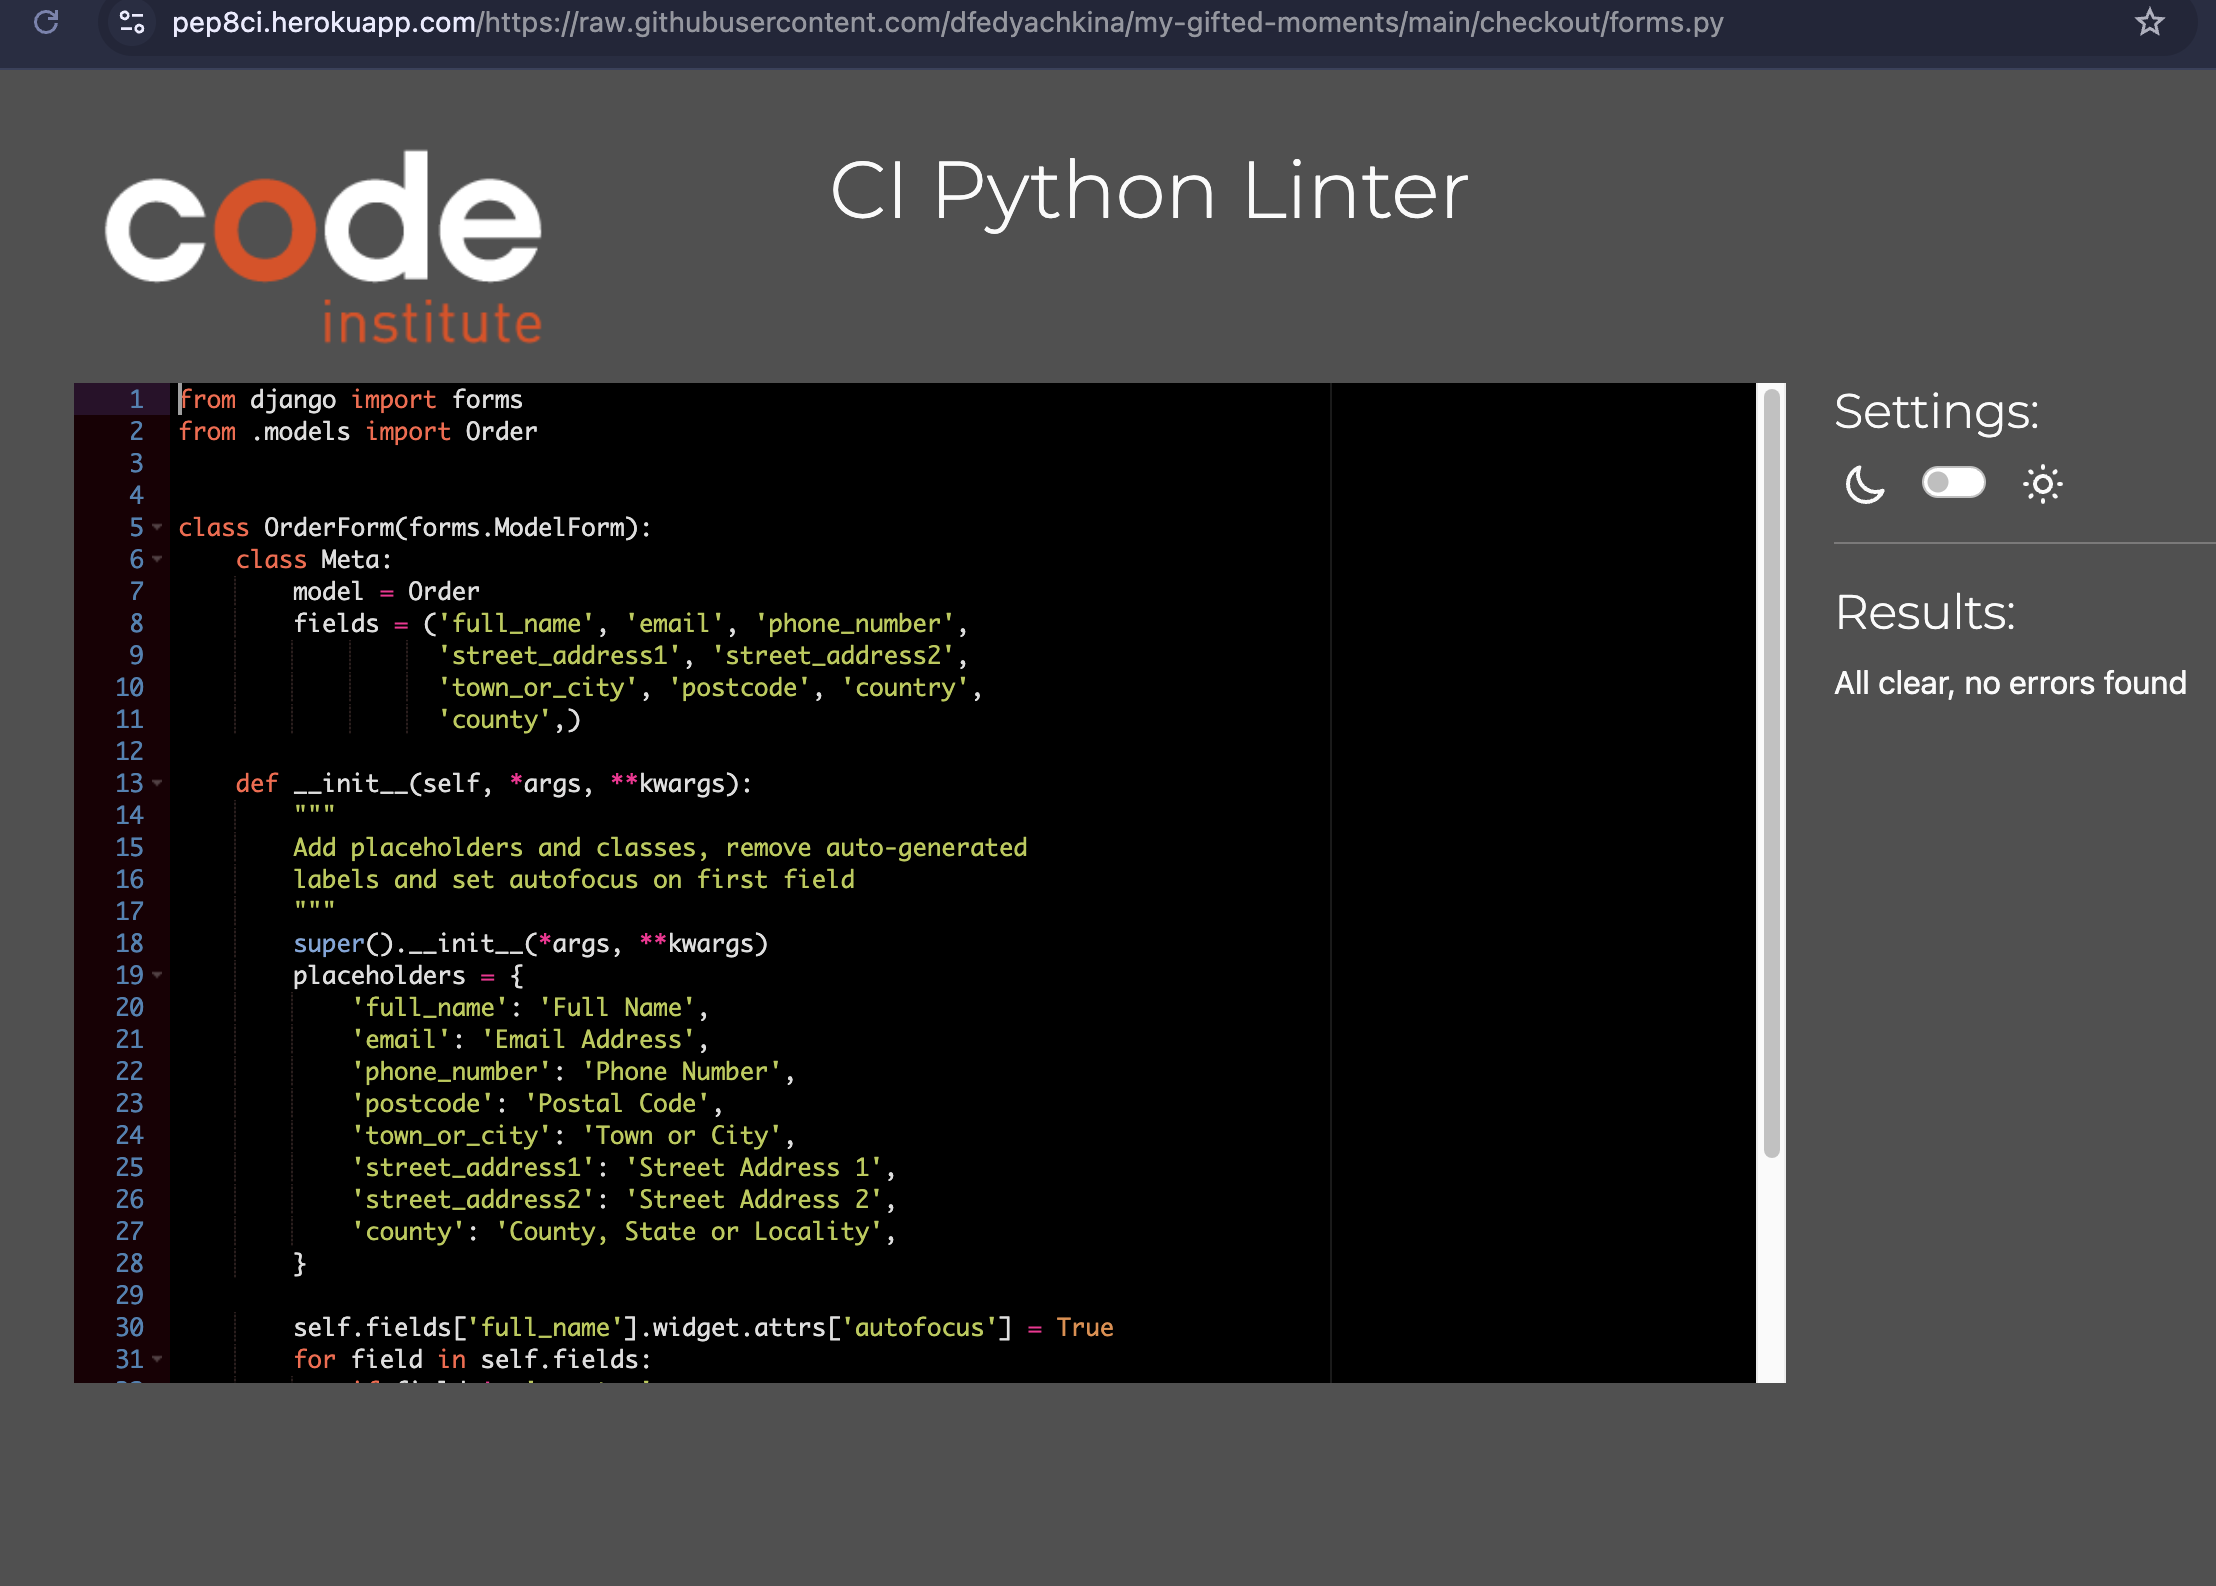 pep8ci.herokuapp.com/https://raw.githubusercontent.com/dfedyachkina/my-gifted-moments/main/checkout/forms.py
code
institute
CI Python Linter
1 from django import forms
2 from .models import Order
3
4
5 class OrderForm(forms.ModelForm):
6     class Meta:
7         model = Order
8         fields = ('full_name', 'email', 'phone_number',
9                   'street_address1', 'street_address2',
10                   'town_or_city', 'postcode', 'country',
11                   'county',)
12
13     def __init__(self, *args, **kwargs):
14         """
15         Add placeholders and classes, remove auto-generated
16         labels and set autofocus on first field
17         """
18         super().__init__(*args, **kwargs)
19         placeholders = {
20             'full_name': 'Full Name',
21             'email': 'Email Address',
22             'phone_number': 'Phone Number',
23             'postcode': 'Postal Code',
24             'town_or_city': 'Town or City',
25             'street_address1': 'Street Address 1',
26             'street_address2': 'Street Address 2',
27             'county': 'County, State or Locality',
28         }
29
30         self.fields['full_name'].widget.attrs['autofocus'] = True
31         for field in self.fields:
Settings:
Results:
All clear, no errors found